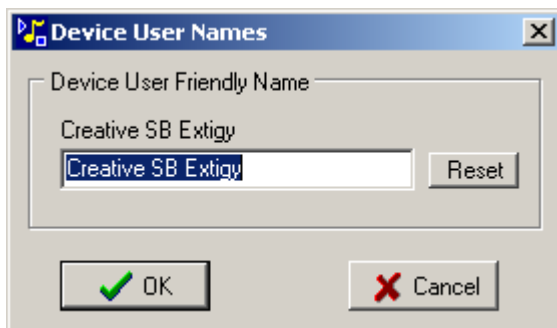 Device User Names
Device User Friendly Name
Creative SB Extigy
Creative SB Extigy
Reset
OK
Cancel